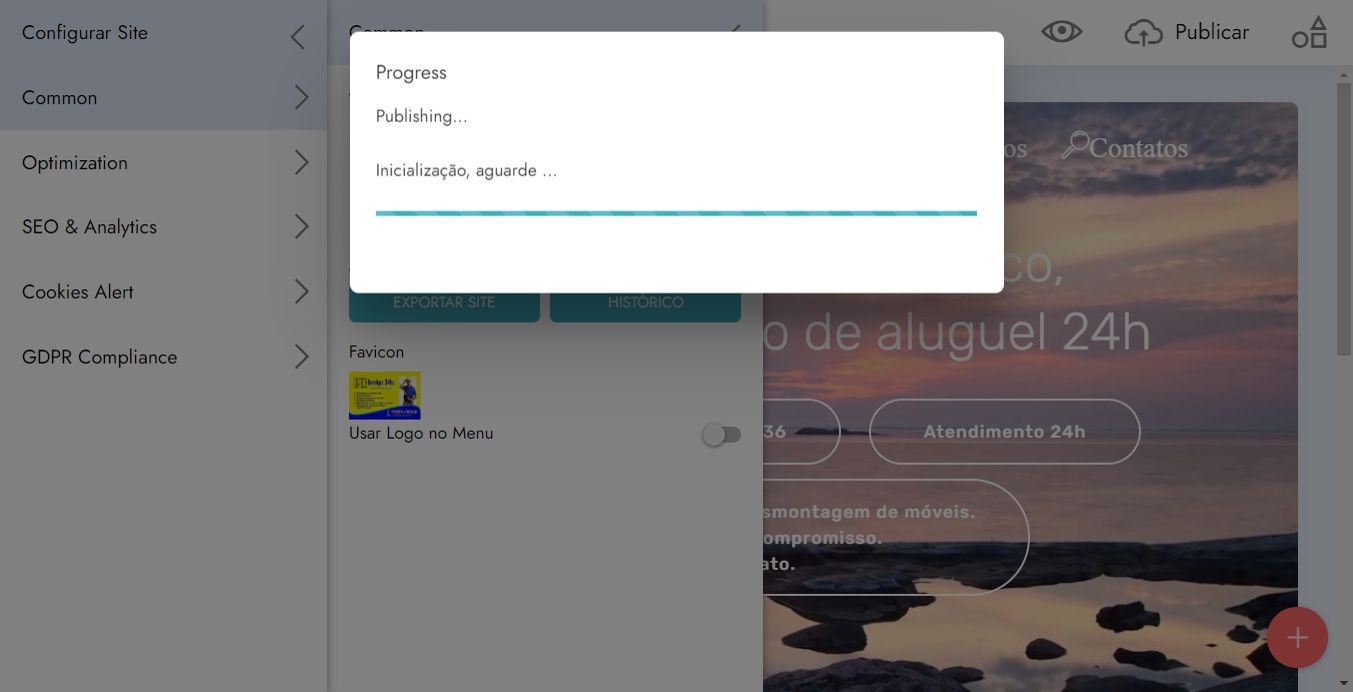 Configurar Site
Common
Optimization
SEO & Analytics
Cookies Alert
GDPR Compliance
Common
Progress
Publishing...
Inicialização, aguarde ...
EXPORTAR SITE
HISTÓRICO
Favicon
Serviços 24hs
Usar Logo no Menu
Publicar
os
Contatos
co,
o de aluguel 24h
36
Atendimento 24h
smontagem de móveis.
ompromisso.
ato.